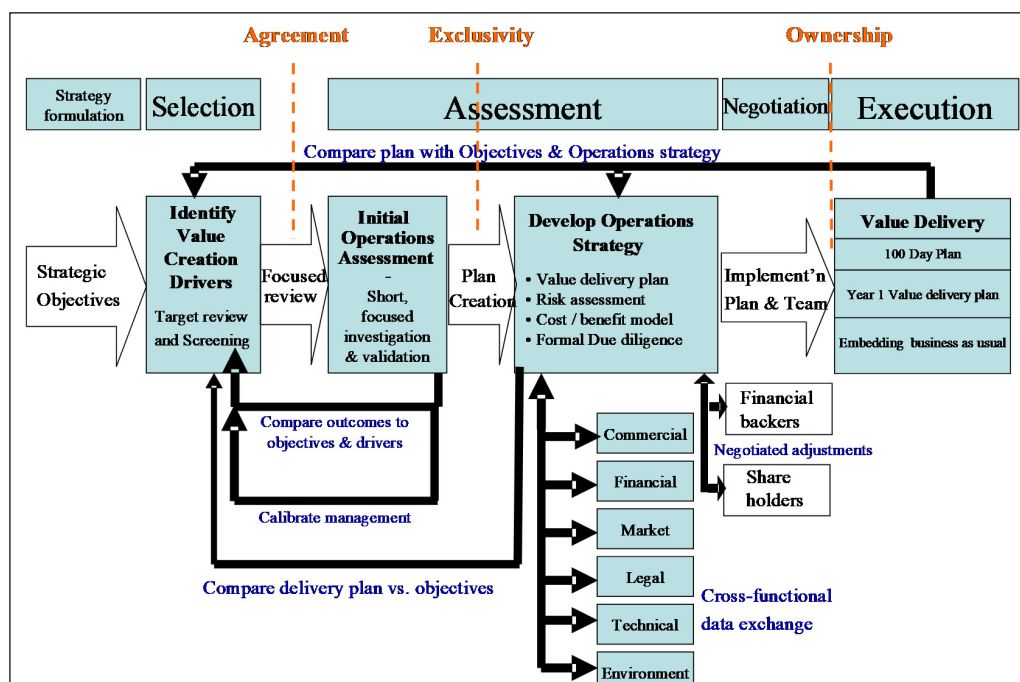 Agreement
Exclusivity
Ownership
Strategy
formulation
Selection
Assessment
Negotiation
Execution
Compare plan with Objectives & Operations strategy
Strategic
Objectives
Identify
Value
Creation
Drivers
Target review
and Screening
Focused
review
Initial
Operations
Assessment
-
Short,
focused
investigation
& validation
Plan
Creation
Develop Operations
Strategy
• Value delivery plan
• Risk assessment
• Cost / benefit model
• Formal Due diligence
Implement'n
Plan & Team
Value Delivery
100 Day Plan
Year 1 Value delivery plan
Embedding business as usual
Compare outcomes to
objectives & drivers
Calibrate management
Compare delivery plan vs. objectives
Commercial
Financial
Market
Legal
Technical
Environment
Cross-functional
data exchange
Financial
backers
Negotiated adjustments
Share
holders